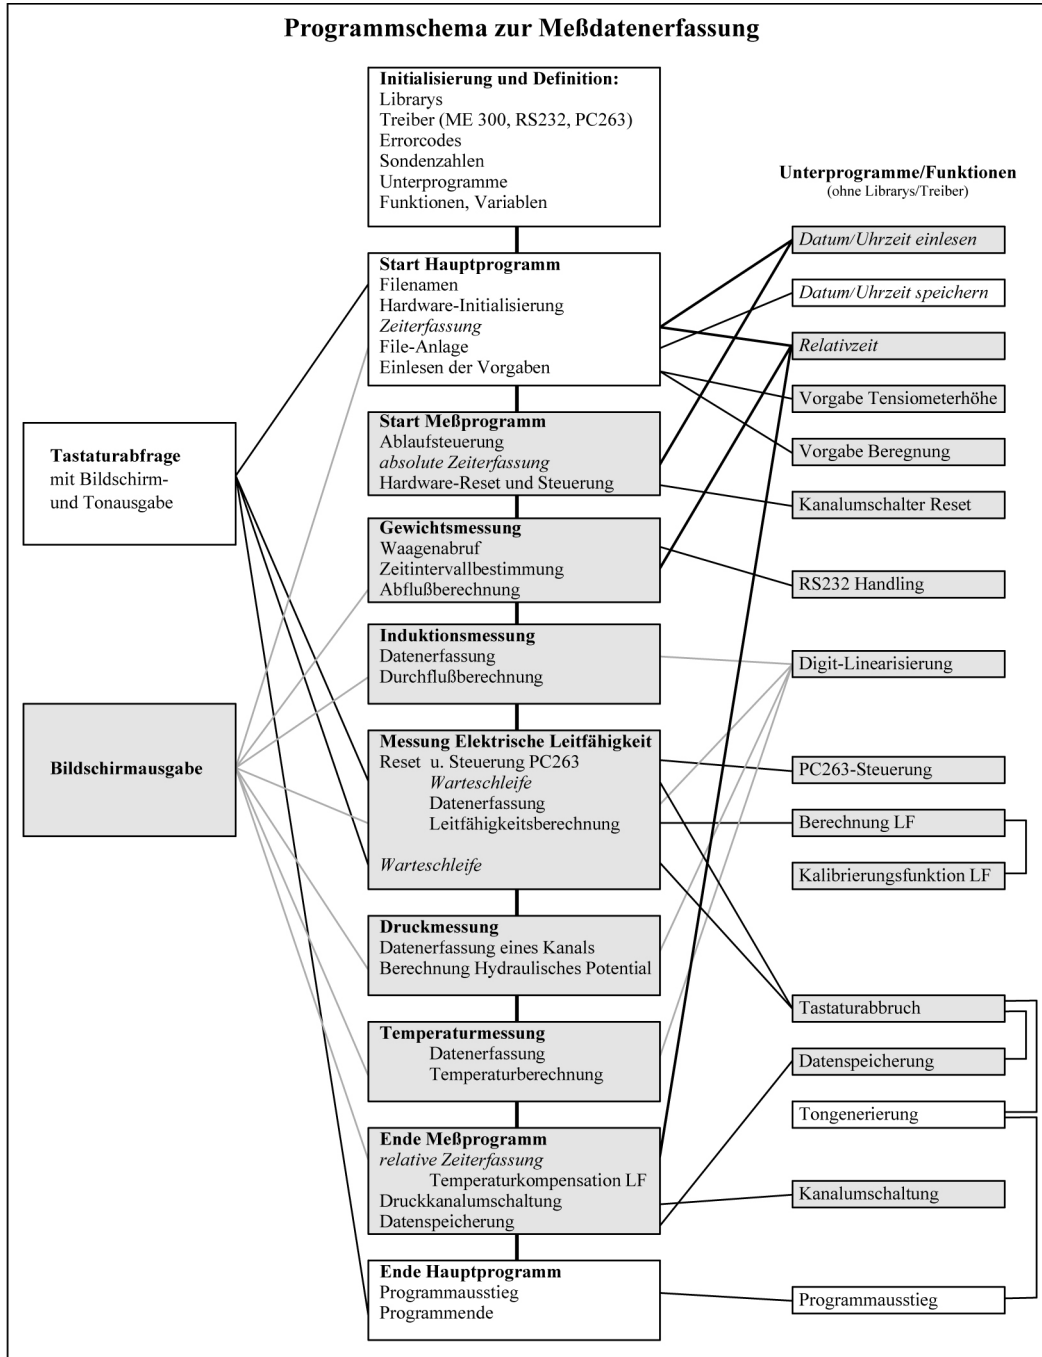 Programmschema zur Meßdatenerfassung
Initialisierung und Definition:
Librarys
Treiber (ME 300, RS232, PC263)
Errorcodes
Sondenzahlen
Unterprogramme
Funktionen, Variablen
Start Hauptprogramm
Filenamen
Hardware-Initialisierung
Zeiterfassung
File-Anlage
Einlesen der Vorgaben
Start Meßprogramm
Ablaufsteuerung
absolute Zeiterfassung
Hardware-Reset und Steuerung
Gewichtsmessung
Waagenabruf
Zeitintervallbestimmung
Abflußberechnung
Induktionsmessung
Datenerfassung
Durchflußberechnung
Messung Elektrische Leitfähigkeit
Reset u. Steuerung PC263
Warteschleife
Datenerfassung
Leitfähigkeitsberechnung
Warteschleife
Druckmessung
Datenerfassung eines Kanals
Berechnung Hydraulisches Potential
Temperaturmessung
Datenerfassung
Temperaturberechnung
Ende Meßprogramm
relative Zeiterfassung
Temperaturkompensation LF
Druckkanalumschaltung
Datenspeicherung
Ende Hauptprogramm
Programmausstieg
Programmende
Tastaturabfrage
mit Bildschirm-
und Tonausgabe
Bildschirmausgabe
Unterprogramme/Funktionen
(ohne Librarys/Treiber)
Datum/Uhrzeit einlesen
Datum/Uhrzeit speichern
Relativzeit
Vorgabe Tensiometerhöhe
Vorgabe Beregnung
Kanalumschalter Reset
RS232 Handling
Digit-Linearisierung
PC263-Steuerung
Berechnung LF
Kalibrierungsfunktion LF
Tastaturabbruch
Datenspeicherung
Tongenerierung
Kanalumschaltung
Programmausstieg